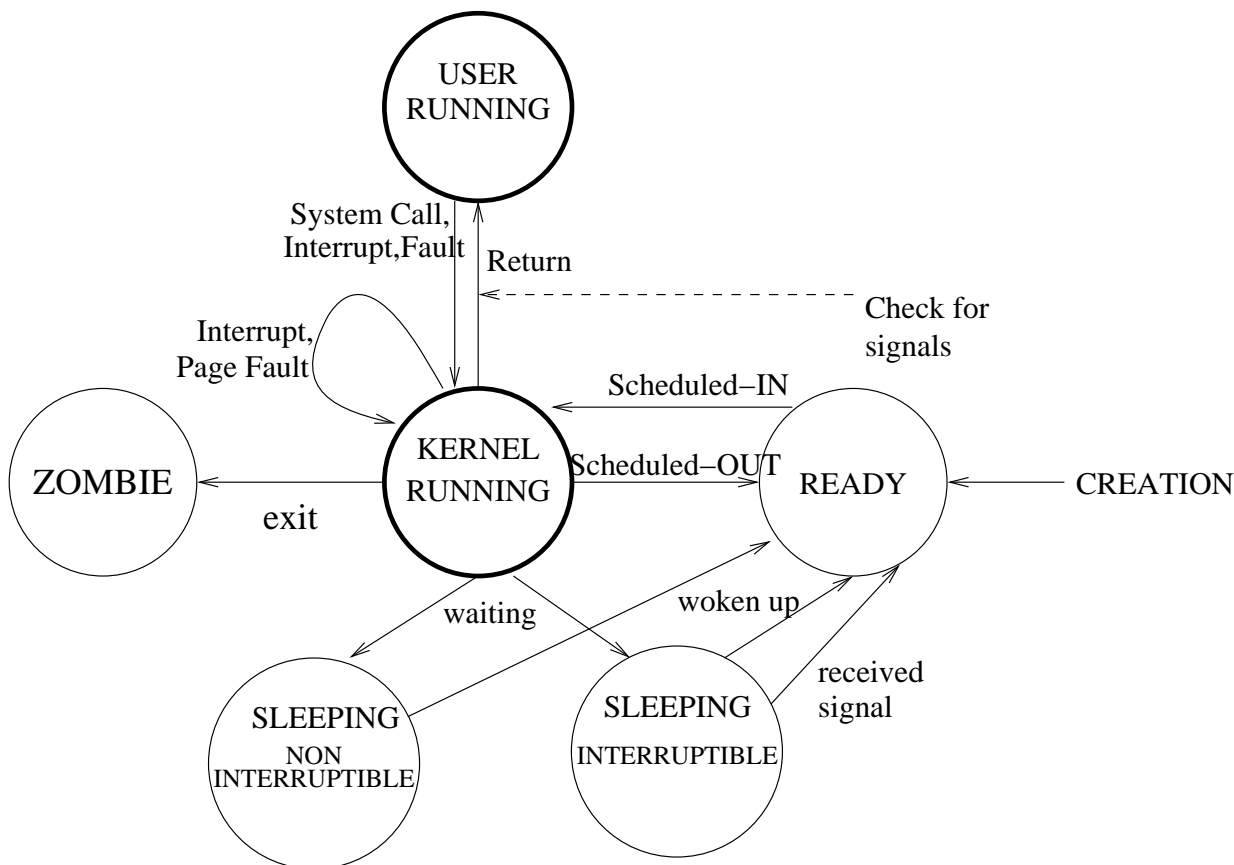 USER
RUNNING
System Call,
Interrupt,Fault
Return
Check for
signals
Interrupt,
Page Fault
Scheduled–IN
ZOMBIE
KERNEL
RUNNING
Scheduled–OUT
READY
CREATION
exit
waiting
woken up
received
signal
SLEEPING
NON
INTERRUPTIBLE
SLEEPING
INTERRUPTIBLE